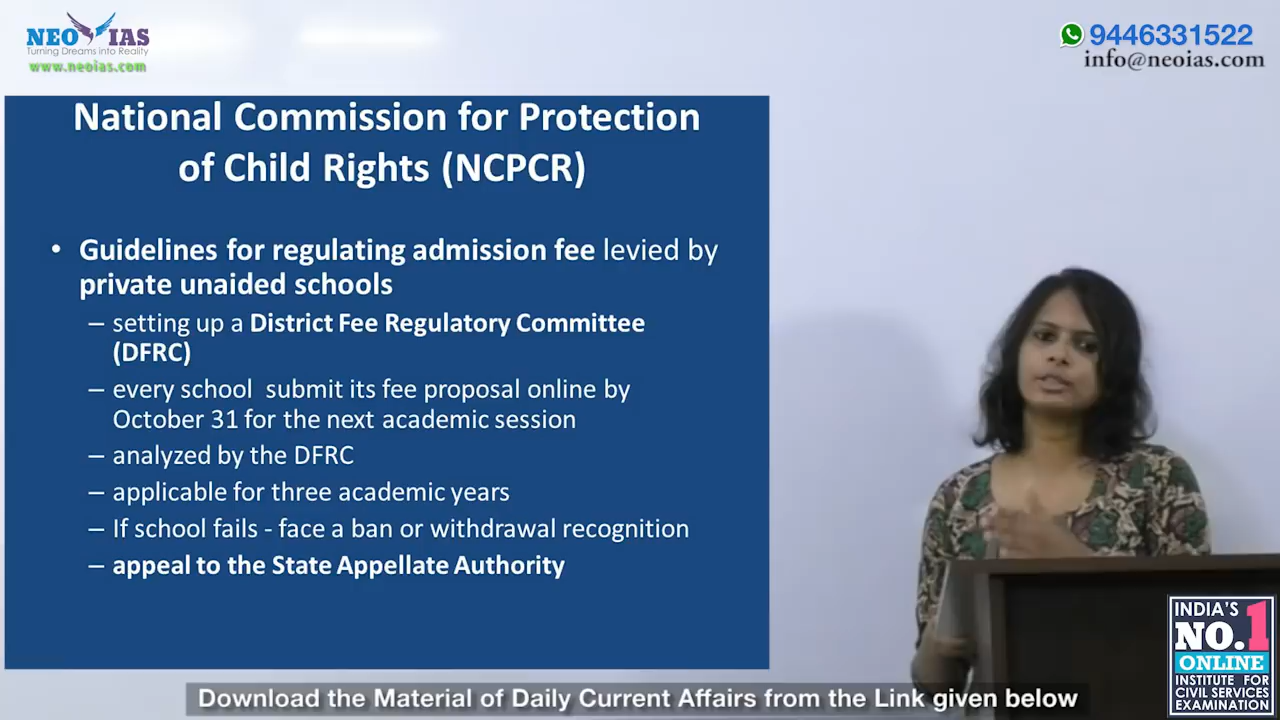 NEO IAS
Turning Dreams into Reality
www.neoias.com
9446331522
info@neoias.com
National Commission for Protection
of Child Rights (NCPCR)
• Guidelines for regulating admission fee levied by
private unaided schools
– setting up a District Fee Regulatory Committee
(DFRC)
– every school submit its fee proposal online by
October 31 for the next academic session
– analyzed by the DFRC
– applicable for three academic years
– If school fails - face a ban or withdrawal recognition
– appeal to the State Appellate Authority
INDIA'S
NO.1
ONLINE
INSTITUTE FOR
CIVIL SERVICES
EXAMINATION
Download the Material of Daily Current Affairs from the Link given below